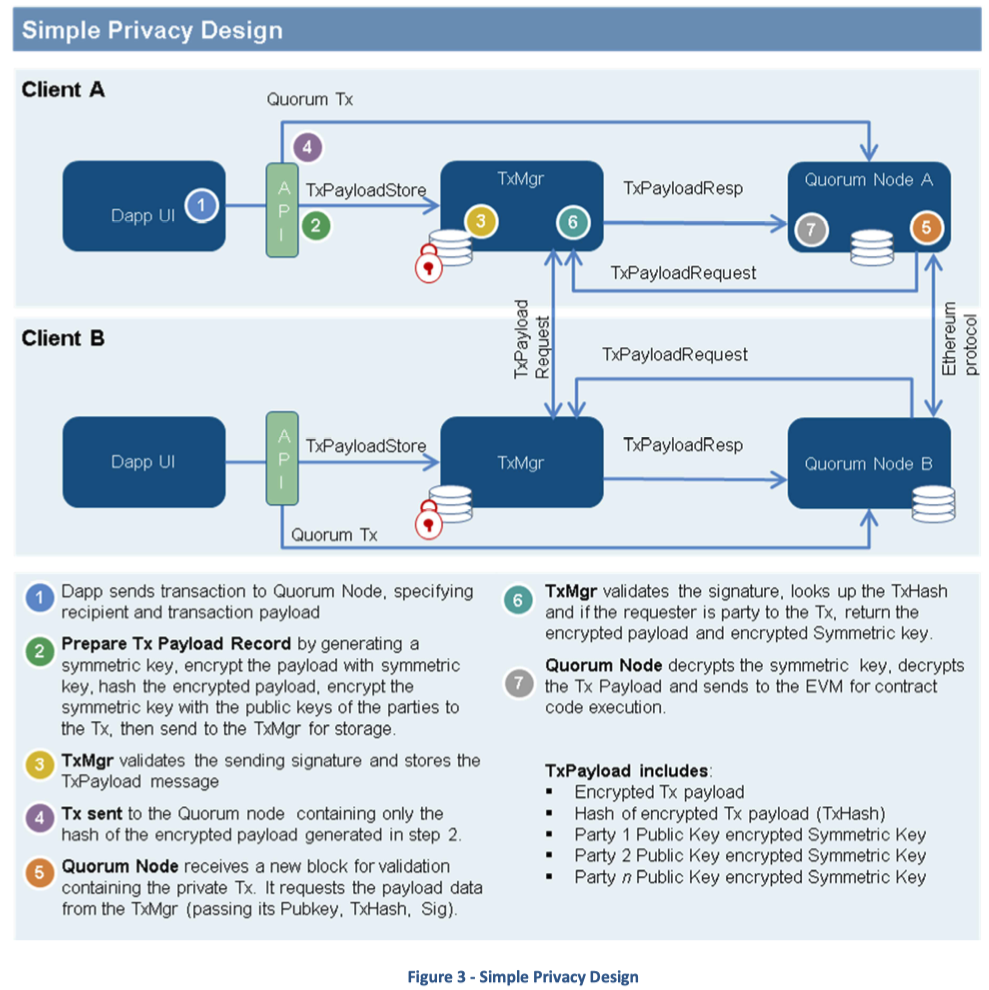 Simple Privacy Design
Client A
Quorum Tx
4
Dapp UI
1
A
P
I
TxPayloadStore
2
TxMgr
3
6
TxPayloadResp
Quorum Node A
7
5
TxPayloadRequest
TxPayload
Request
Ethereum
protocol
Client B
TxPayloadRequest
Dapp UI
A
P
I
TxPayloadStore
TxMgr
TxPayloadResp
Quorum Node B
Quorum Tx
1
Dapp sends transaction to Quorum Node, specifying
recipient and transaction payload
2
Prepare Tx Payload Record by generating a
symmetric key, encrypt the payload with symmetric
key, hash the encrypted payload, encrypt the
symmetric key with the public keys of the parties to
the Tx, then send to the TxMgr for storage.
3
TxMgr validates the sending signature and stores the
TxPayload message
4
Tx sent to the Quorum node containing only the
hash of the encrypted payload generated in step 2.
5
Quorum Node receives a new block for validation
containing the private Tx. It requests the payload data
from the TxMgr (passing its Pubkey, TxHash, Sig).
6
TxMgr validates the signature, looks up the TxHash
and if the requester is party to the Tx, return the
encrypted payload and encrypted Symmetric key.
7
Quorum Node decrypts the symmetric key, decrypts
the Tx Payload and sends to the EVM for contract
code execution.
TxPayload includes:
▪ Encrypted Tx payload
▪ Hash of encrypted Tx payload (TxHash)
▪ Party 1 Public Key encrypted Symmetric Key
▪ Party 2 Public Key encrypted Symmetric Key
▪ Party n Public Key encrypted Symmetric Key
Figure 3 - Simple Privacy Design